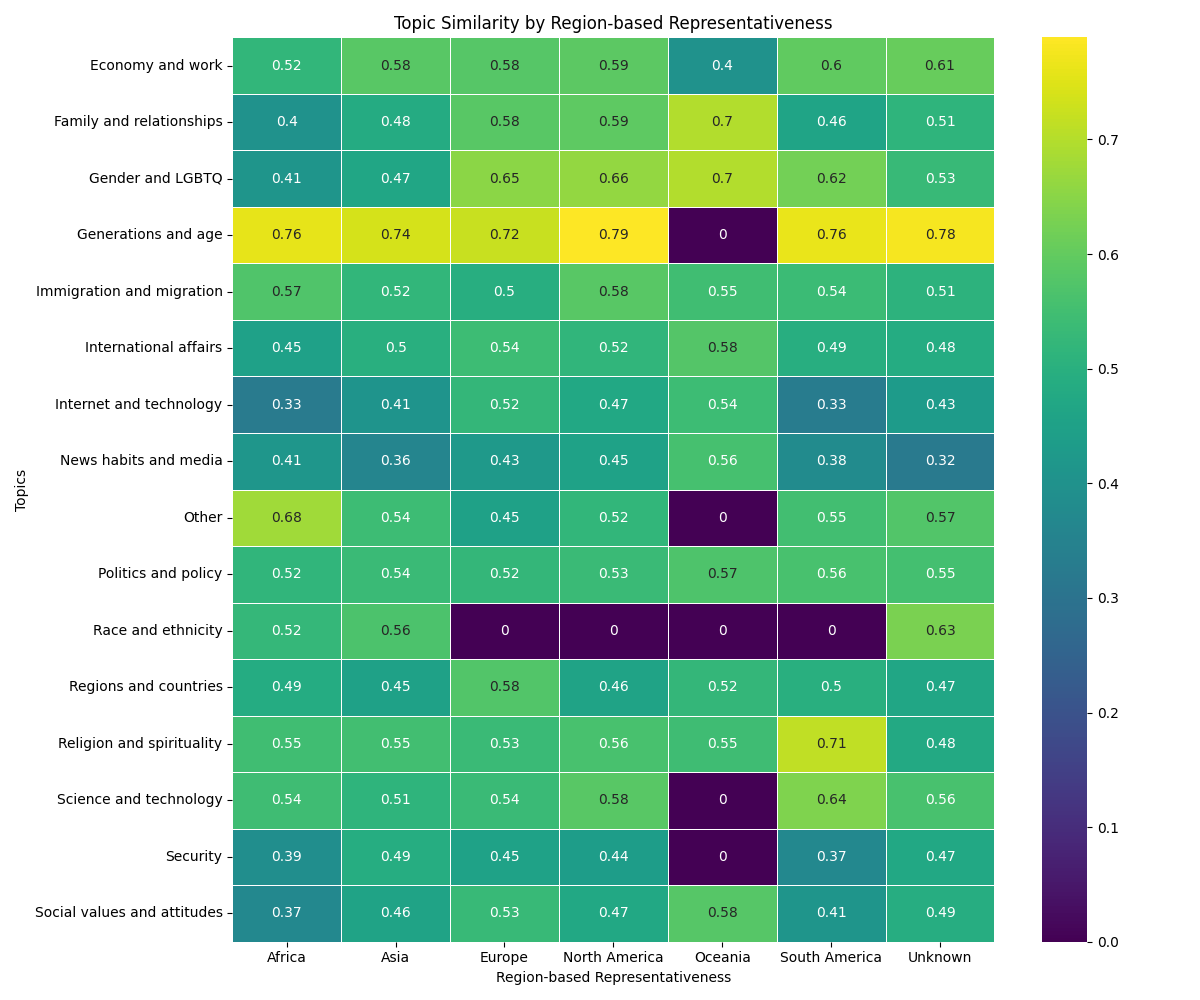 Topic Similarity by Region-based Representativeness
Economy and work 0.52 0.58 0.58 0.59 0.4 0.6 0.61
Family and relationships 0.4 0.48 0.58 0.59 0.7 0.46 0.51
0.7
Gender and LGBTQ 0.41 0.47 0.65 0.66 0.7 0.62 0.53
Generations and age 0.76 0.74 0.72 0.79 0 0.76 0.78
0.6
Immigration and migration 0.57 0.52 0.5 0.58 0.55 0.54 0.51
International affairs 0.45 0.5 0.54 0.52 0.58 0.49 0.48
0.5
Internet and technology 0.33 0.41 0.52 0.47 0.54 0.33 0.43
News habits and media 0.41 0.36 0.43 0.45 0.56 0.38 0.32
0.4
Topics
Other 0.68 0.54 0.45 0.52 0 0.55 0.57
Politics and policy 0.52 0.54 0.52 0.53 0.57 0.56 0.55
0.3
Race and ethnicity 0.52 0.56 0 0 0 0 0.63
Regions and countries 0.49 0.45 0.58 0.46 0.52 0.5 0.47
0.2
Religion and spirituality 0.55 0.55 0.53 0.56 0.55 0.71 0.48
Science and technology 0.54 0.51 0.54 0.58 0 0.64 0.56
0.1
Security 0.39 0.49 0.45 0.44 0 0.37 0.47
Social values and attitudes 0.37 0.46 0.53 0.47 0.58 0.41 0.49
0.0
Africa Asia Europe North America Oceania South America Unknown
Region-based Representativeness